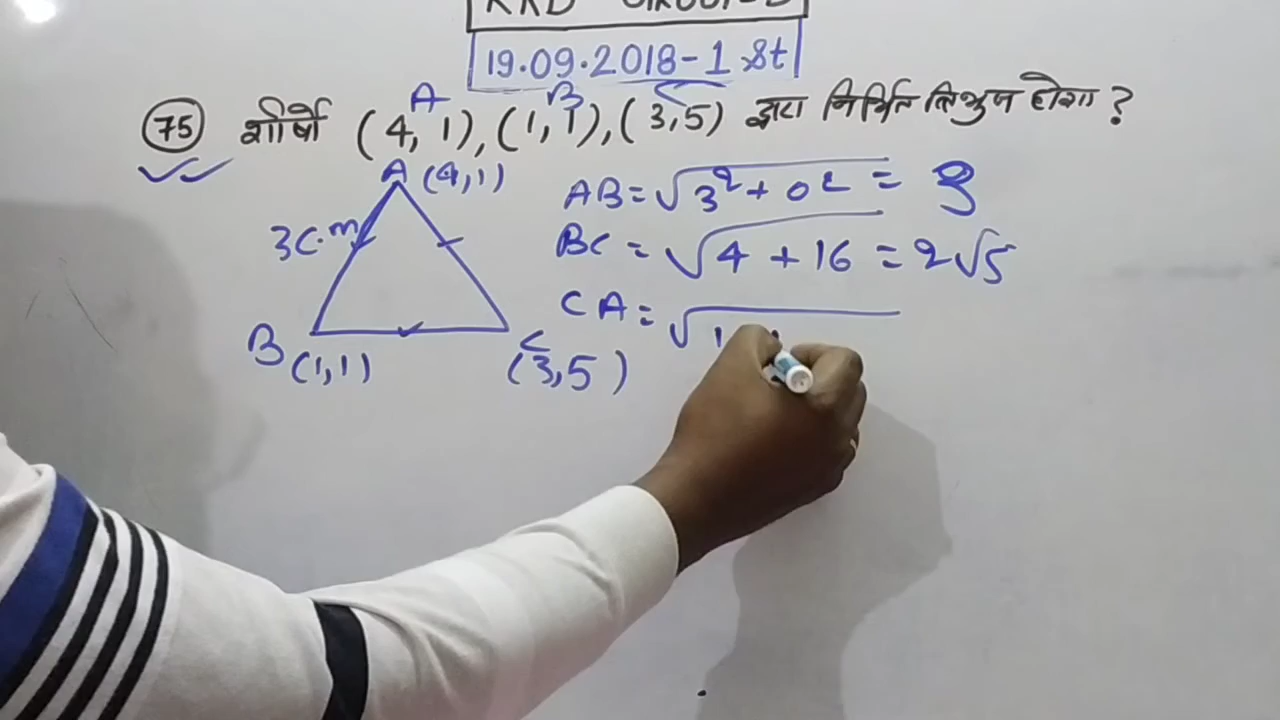 19.09.2018-1 st
75 शीर्षो (4, 1), (1, 1), (3,5) द्वारा निर्मित त्रिभुज होगा ?
A B C
A (4,1)
3C.m
B (1,1)
C (3,5)
AB = √3² + 0² = 3
BC = √4 + 16 = 2√5
CA = √1